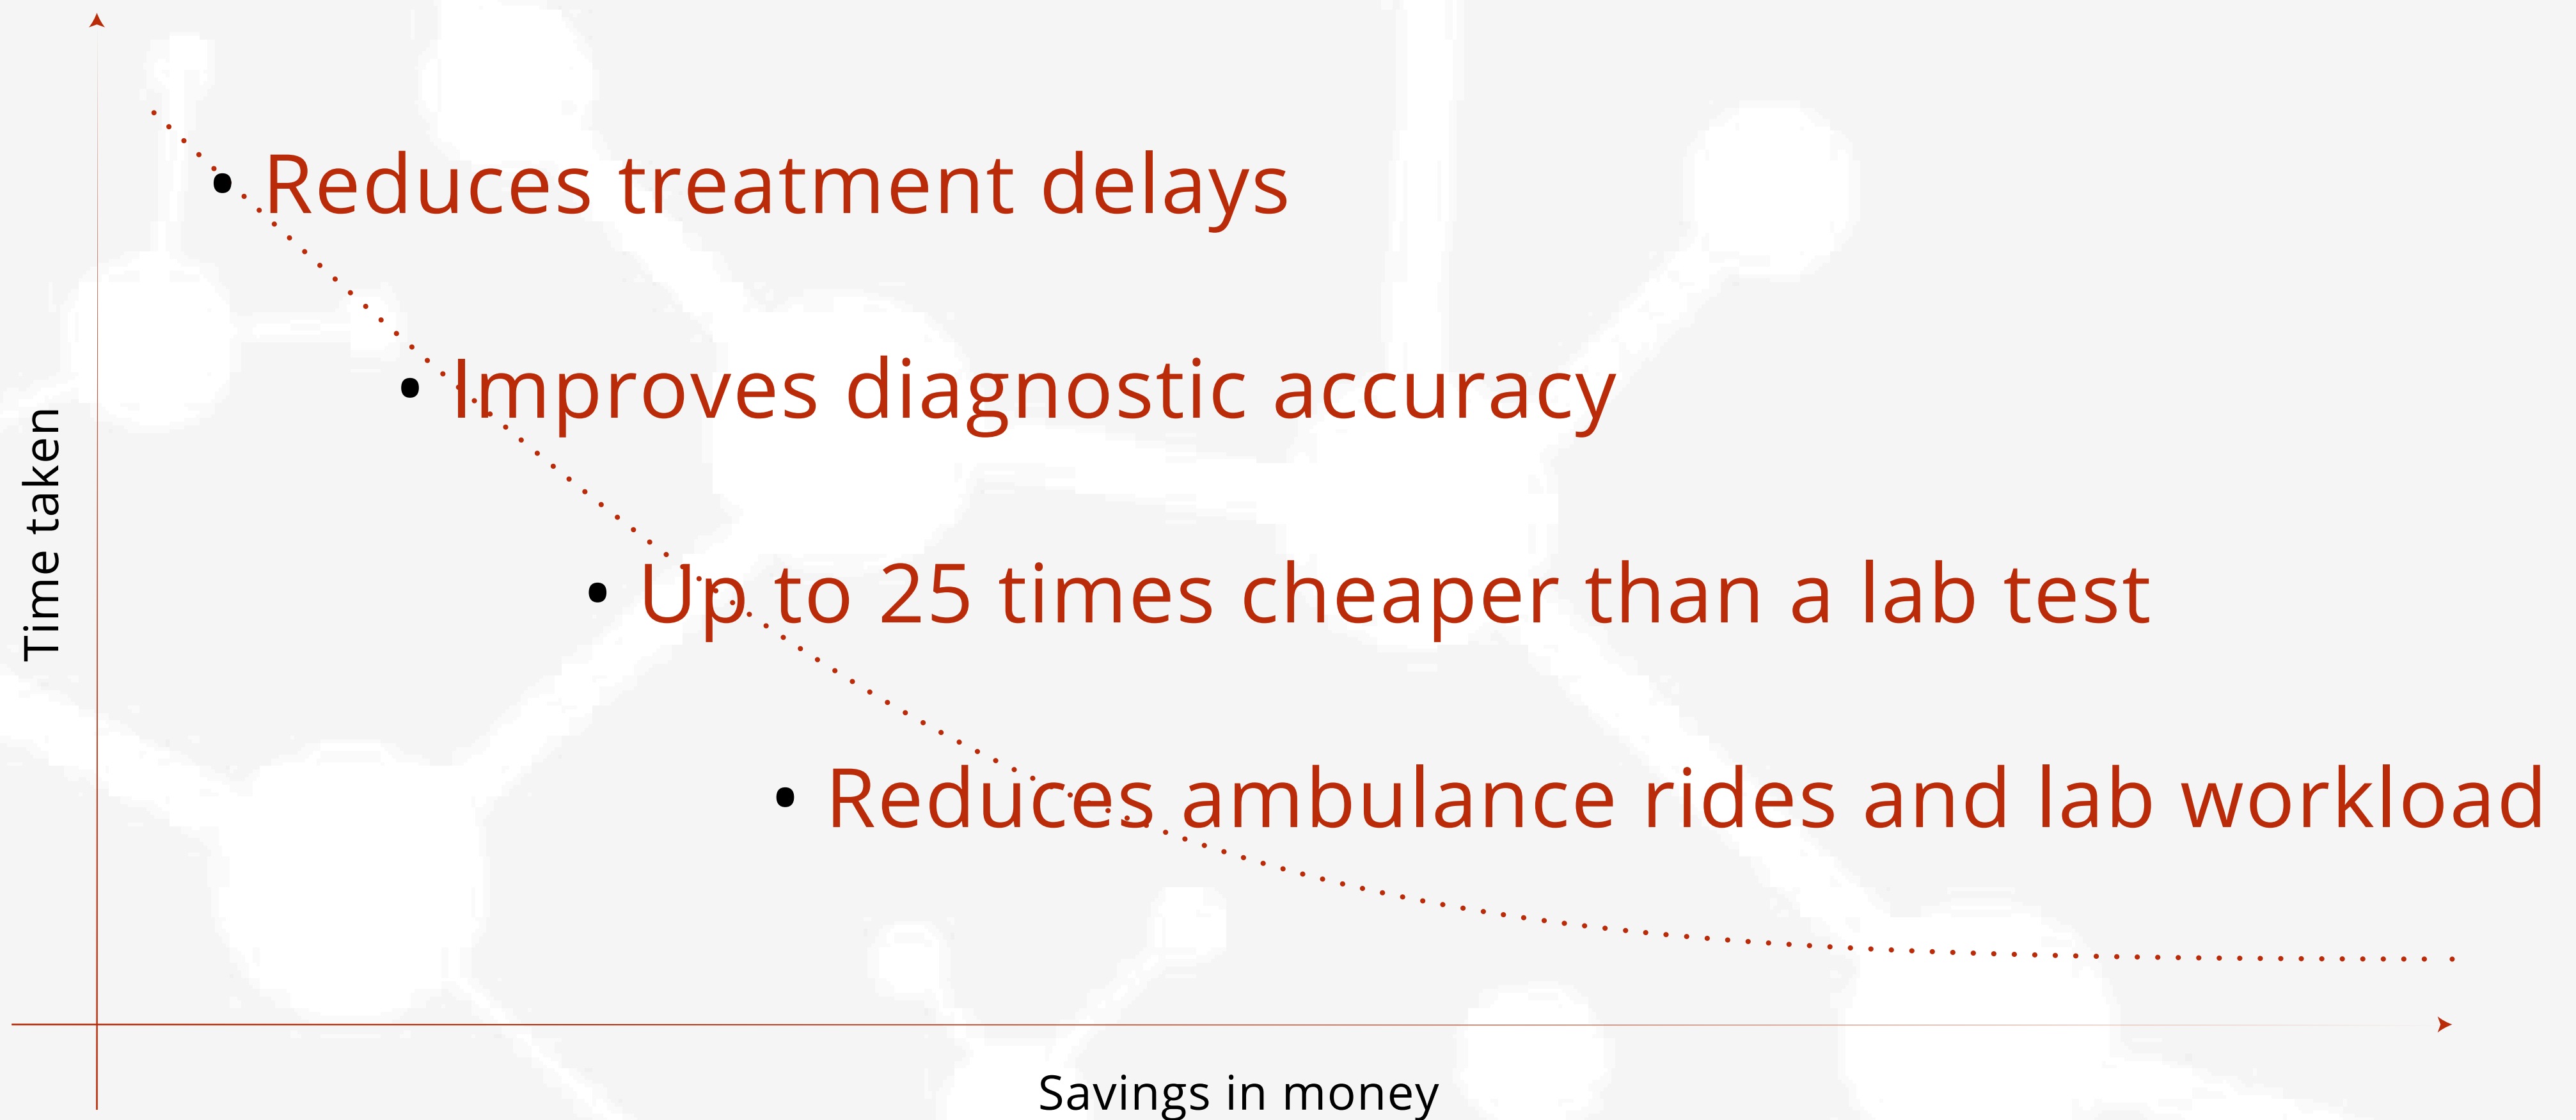 • Reduces treatment delays
• Improves diagnostic accuracy
• Up to 25 times cheaper than a lab test
• Reduces ambulance rides and lab workload
Time taken
Savings in money